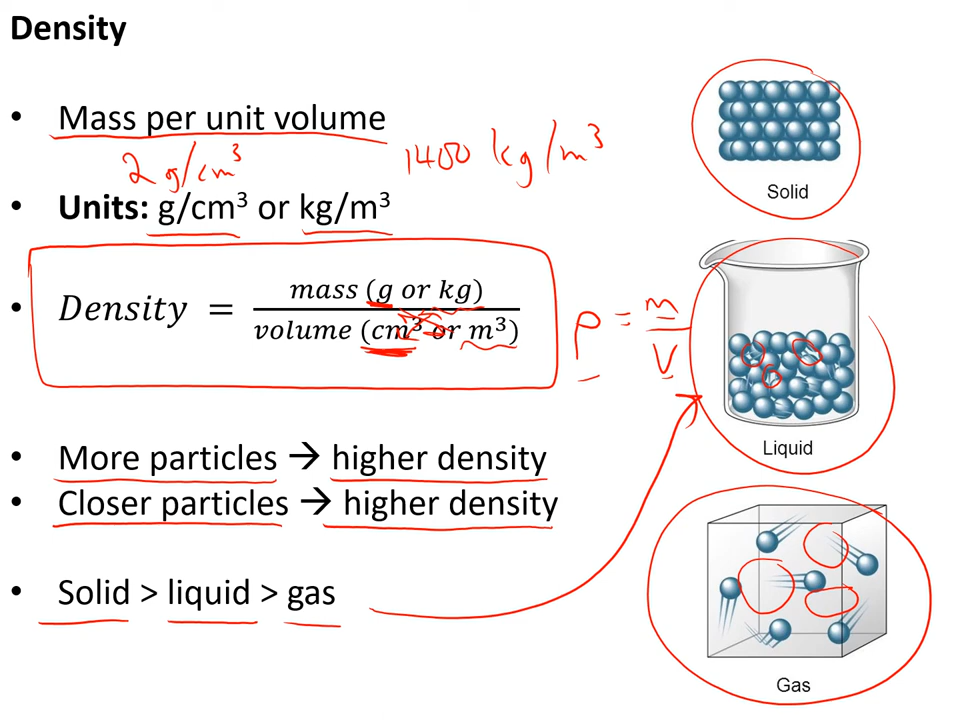 Density
• Mass per unit volume
2 g/cm³ 1400 kg/m³
• Units: g/cm³ or kg/m³
• Density = mass (g or kg) / volume (cm³ or m³)
ρ = m / V
• More particles → higher density
• Closer particles → higher density
• Solid > liquid > gas
Solid
Liquid
Gas